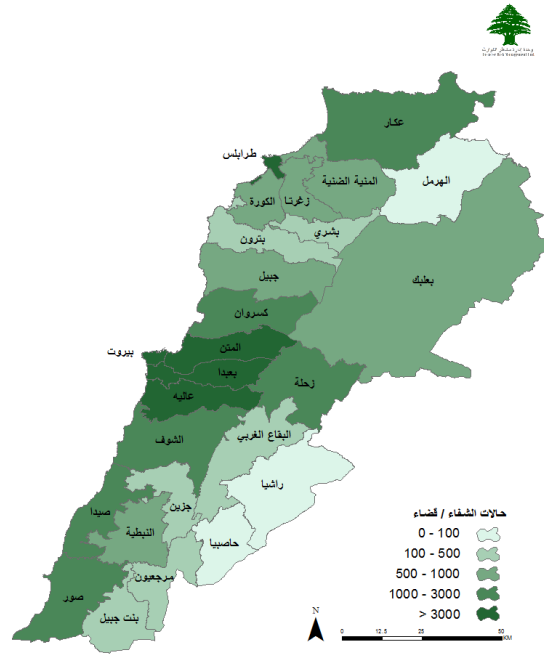 عكار
طرابلس
الهرمل
المنية الضنية
زغرتا
الكورة
بشري
بترون
جبيل
بعلبك
كسروان
المتن
بيروت
بعبدا
زحلة
عاليه
البقاع الغربي
الشوف
راشيا
صيدا
جزين
النبطية
حاصبيا
مرجعيون
صور
بنت جبيل
حالات الشفاء / قضاء
0 - 100
100 - 500
500 - 1000
1000 - 3000
> 3000
N
0 12.5 25 50
KM